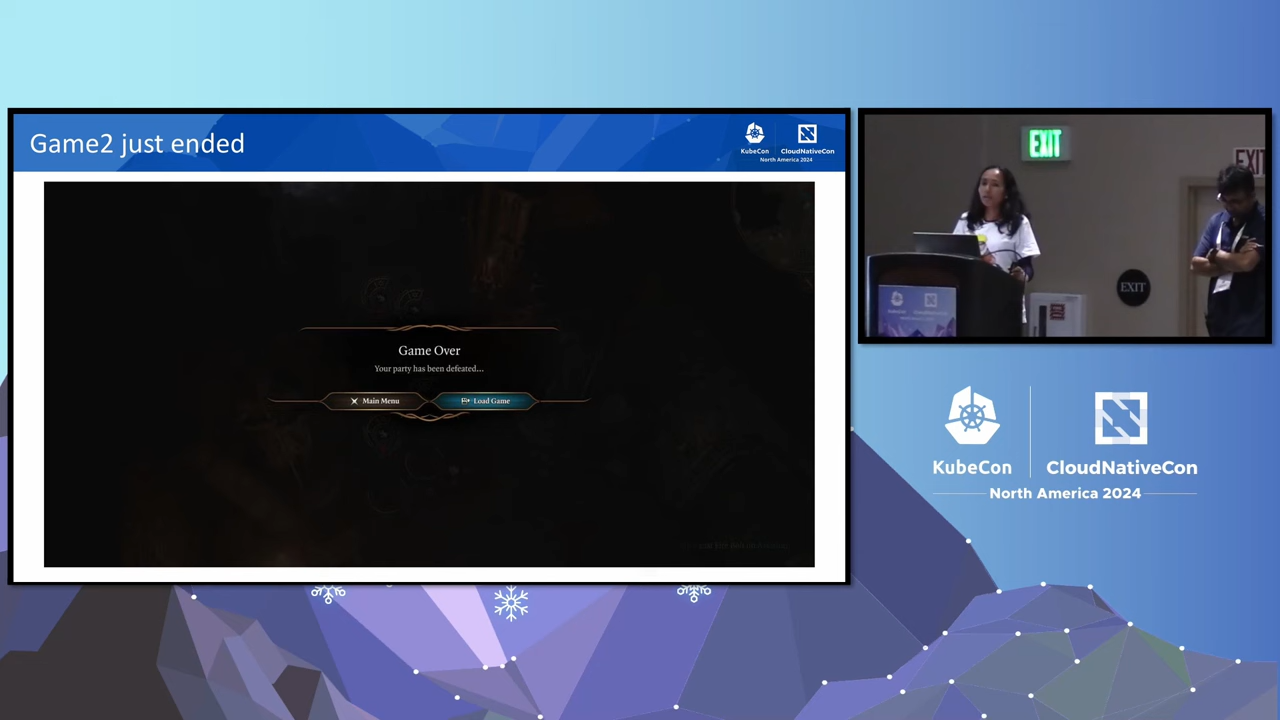 Game2 just ended
KubeCon
CloudNativeCon
North America 2024
Game Over
Your party has been defeated...
Main Menu
Load Game
EXIT
EXIT
EXIT
KubeCon
CloudNativeCon
North America 2024